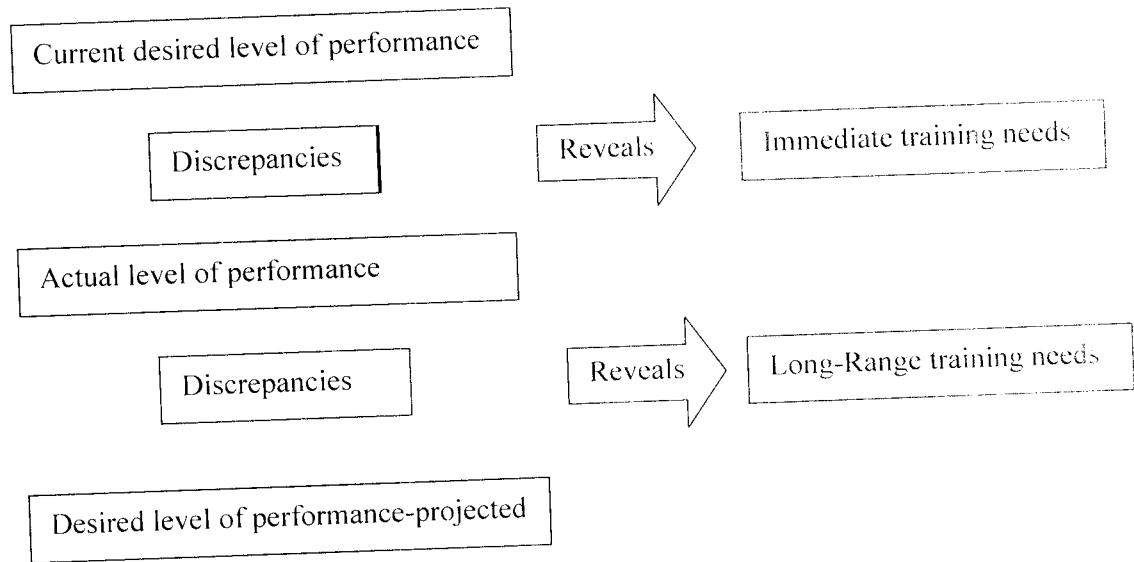 Current desired level of performance
Discrepancies
Reveals
Immediate training needs
Actual level of performance
Discrepancies
Reveals
Long-Range training needs
Desired level of performance-projected